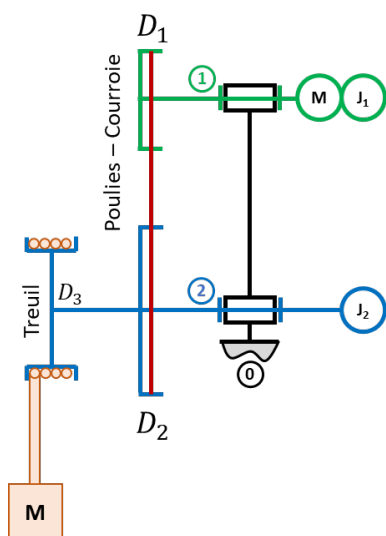 D₁
1
M
J₁
Poulies – Courroie
2
J₂
Treuil
D₃
0
D₂
M